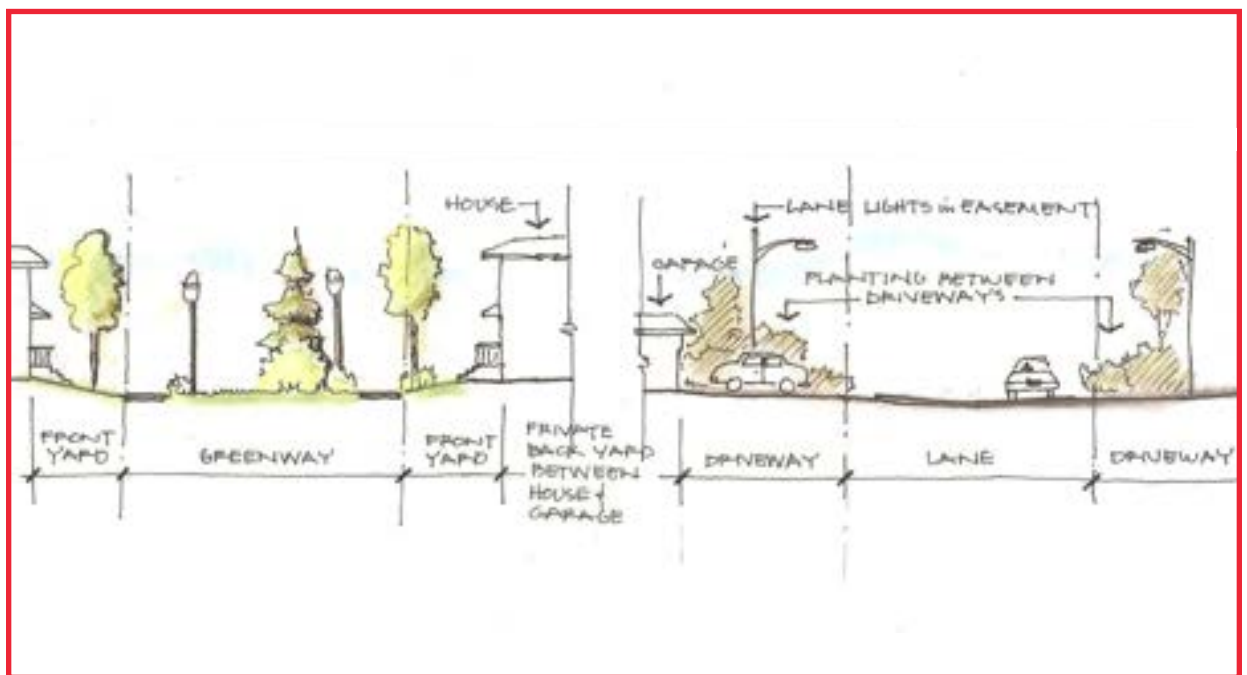 HOUSE
LANE LIGHTS in EASEMENT
GARAGE
PLANTING BETWEEN
DRIVEWAY'S
FRONT
YARD
GREENWAY
FRONT
YARD
PRIVATE
BACK YARD
BETWEEN
HOUSE &
GARAGE
DRIVEWAY
LANE
DRIVEWAY